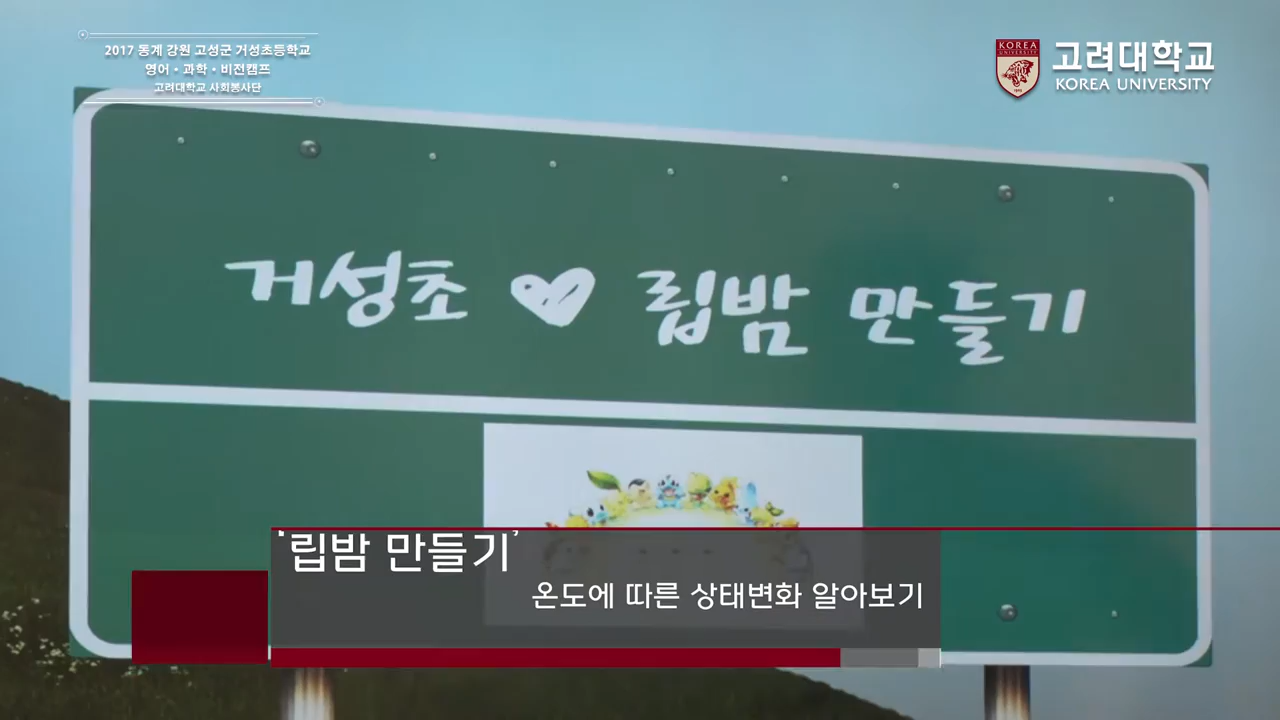 2017 동계 강원 고성군 거성초등학교
영어 • 과학 • 비전캠프
고려대학교 사회봉사단
KOREA
UNIVERSITY
1905
고려대학교
KOREA UNIVERSITY
거성초 ♥ 립밤 만들기
'립밤 만들기'
온도에 따른 상태변화 알아보기